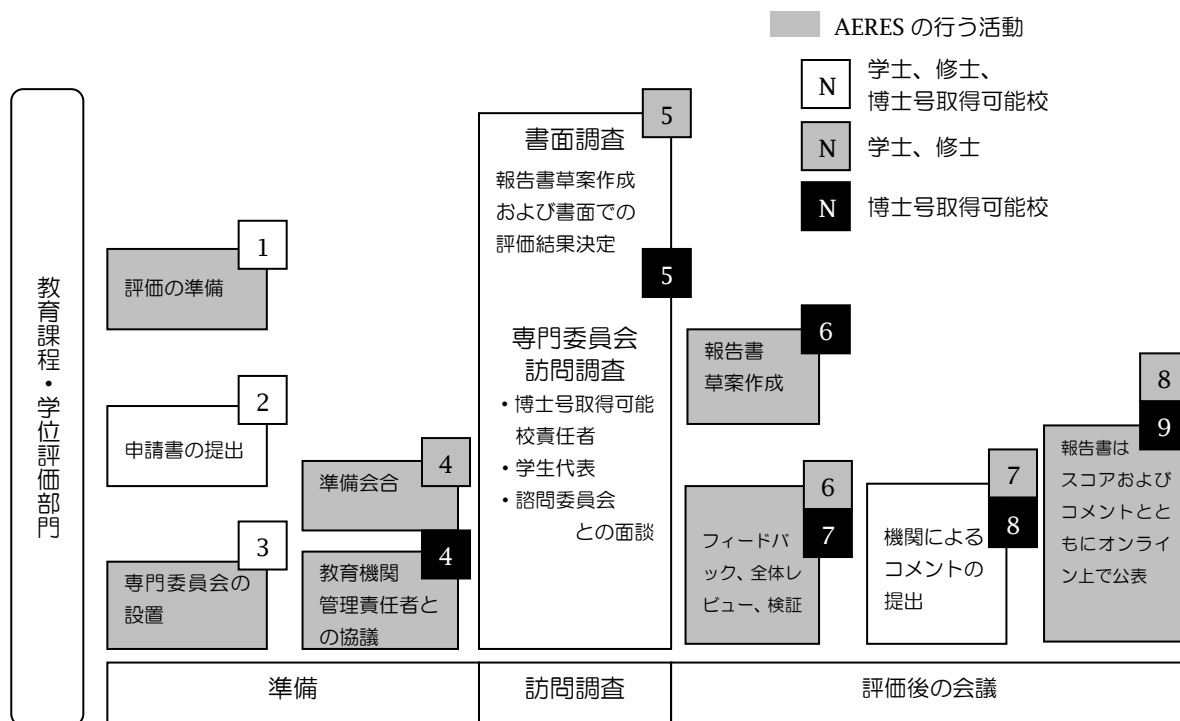 AERES の行う活動
N
学士、修士、
博士号取得可能校
N
学士、修士
N
博士号取得可能校
教育課程・学位評価部門
1
評価の準備
2
申請書の提出
3
専門委員会の
設置
4
準備会合
4
教育機関
管理責任者と
の協議
5
書面調査
報告書草案作成
および書面での
評価結果決定
5
専門委員会
訪問調査
・博士号取得可能
校責任者
・学生代表
・諮問委員会
との面談
6
報告書
草案作成
6
7
フィードバ
ック、全体レ
ビュー、検証
7
8
機関による
コメントの
提出
8
9
報告書は
スコアおよび
コメントとと
もにオンライ
ン上で公表
準備
訪問調査
評価後の会議